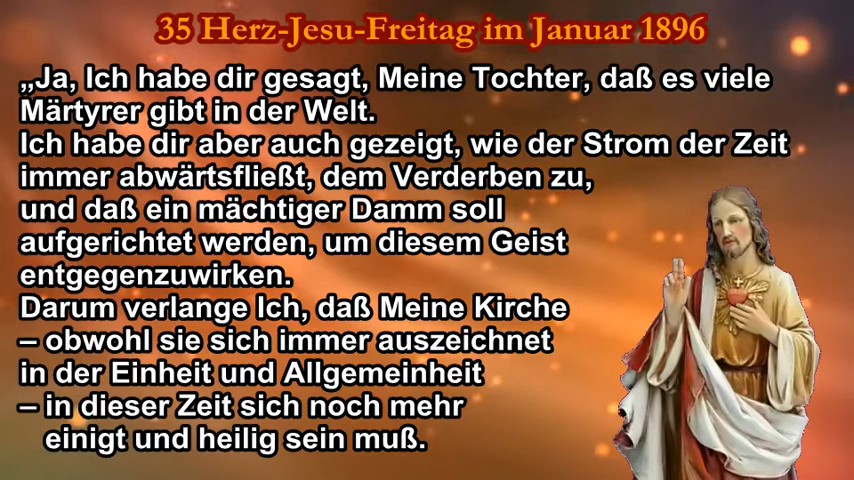 35 Herz-Jesu-Freitag im Januar 1896
„Ja, Ich habe dir gesagt, Meine Tochter, daß es viele
Märtyrer gibt in der Welt.
Ich habe dir aber auch gezeigt, wie der Strom der Zeit
immer abwärtsfließt, dem Verderben zu,
und daß ein mächtiger Damm soll
aufgerichtet werden, um diesem Geist
entgegenzuwirken.
Darum verlange Ich, daß Meine Kirche
– obwohl sie sich immer auszeichnet
in der Einheit und Allgemeinheit
– in dieser Zeit sich noch mehr
einigt und heilig sein muß.